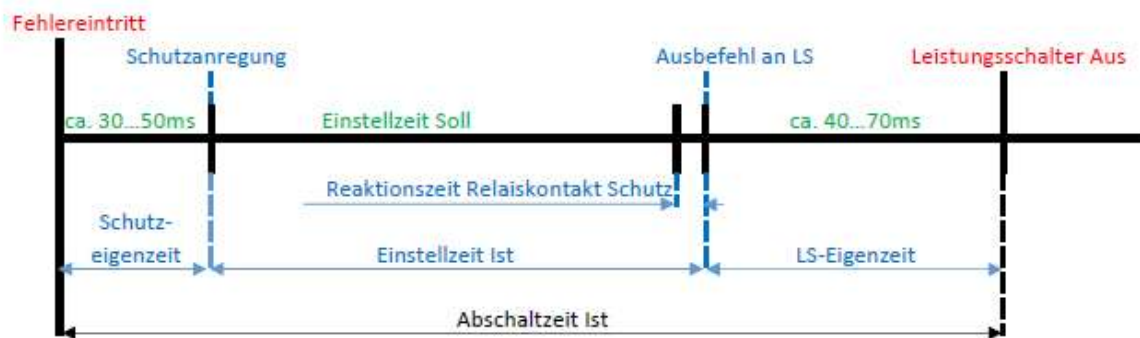 Fehlereintritt
Schutzanregung
Ausbefehl an LS
Leistungsschalter Aus
ca. 30...50ms
Einstellzeit Soll
ca. 40...70ms
Reaktionszeit Relaiskontakt Schutz
Schutz-
eigenzeit
Einstellzeit Ist
LS-Eigenzeit
Abschaltzeit Ist